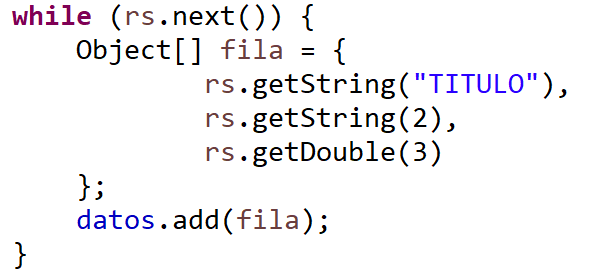 while (rs.next()) {
    Object[] fila = {
            rs.getString("TITULO"),
            rs.getString(2),
            rs.getDouble(3)
    };
    datos.add(fila);
}